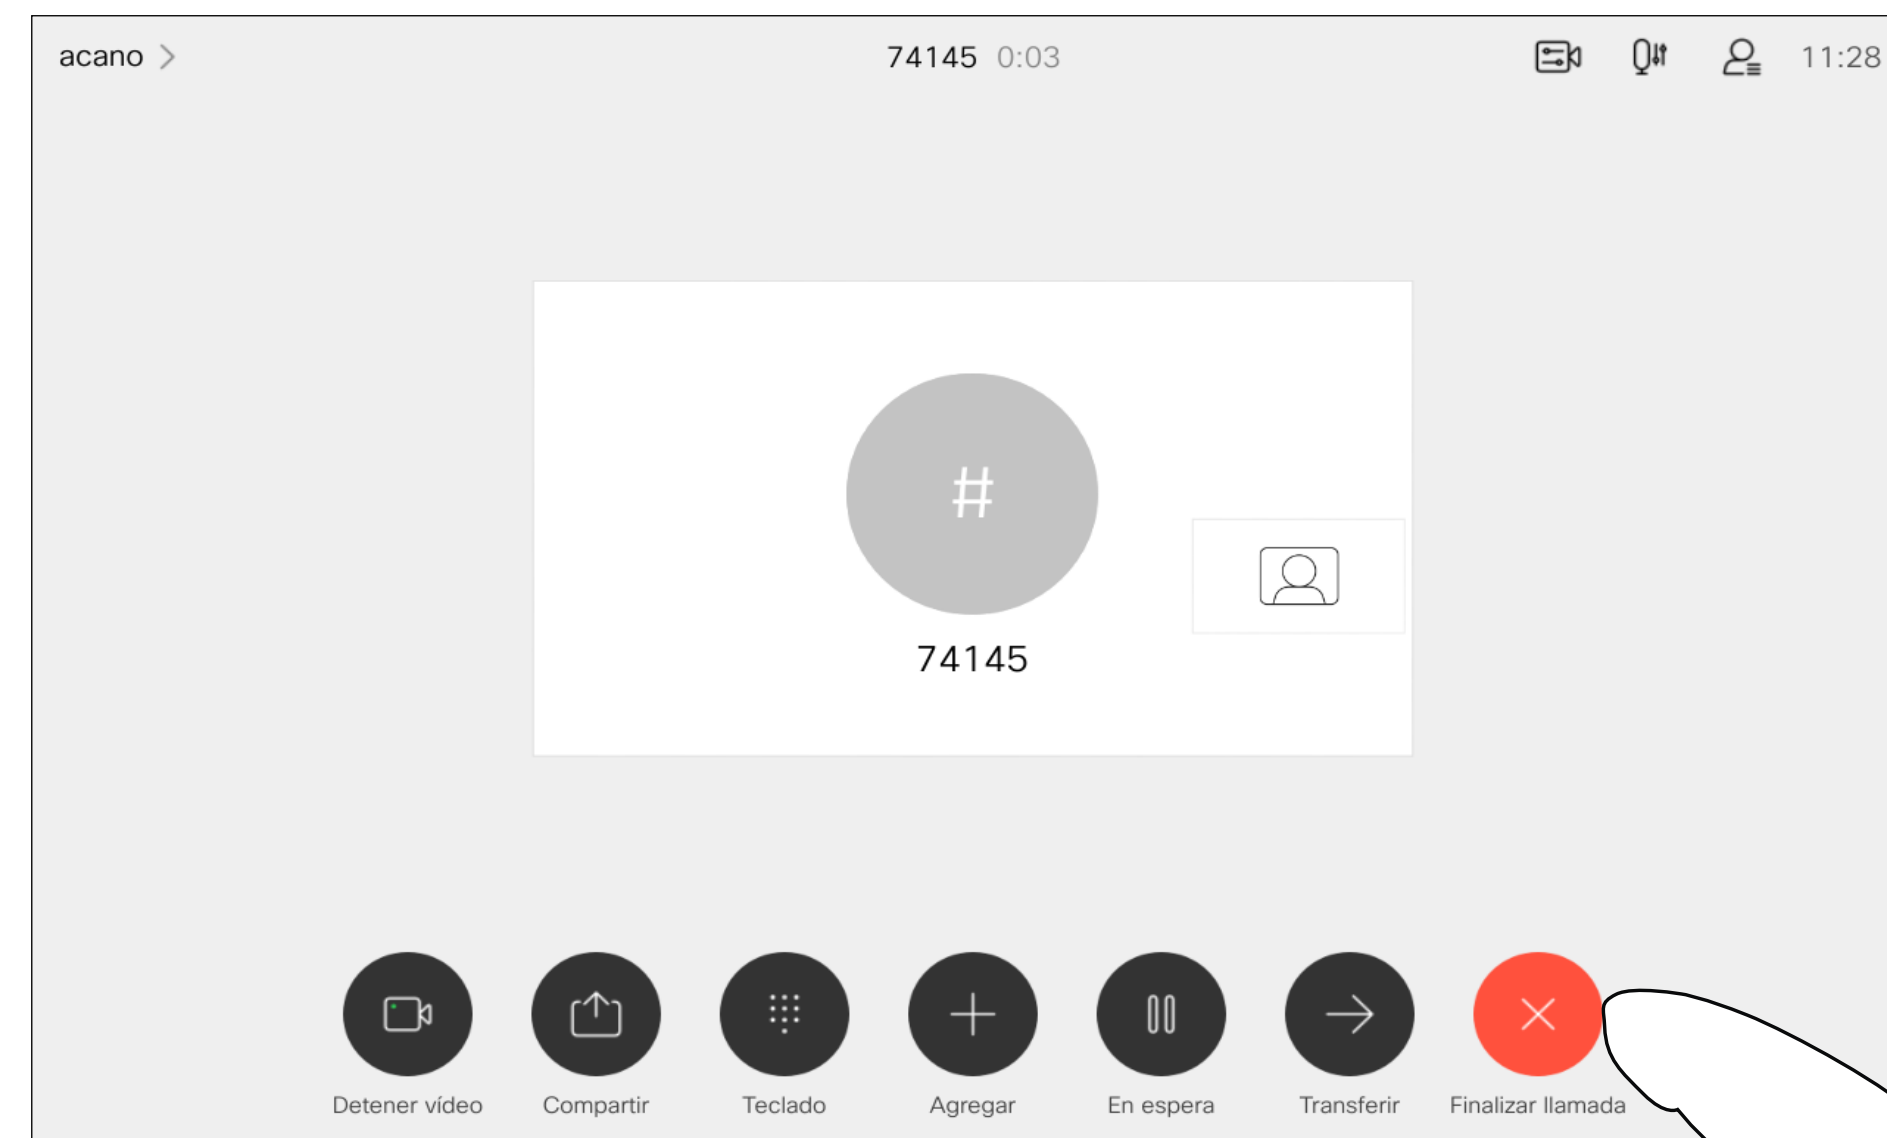 acano
74145 0:03
11:28
#
74145
Detener vídeo
Compartir
Teclado
Agregar
En espera
Transferir
Finalizar llamada